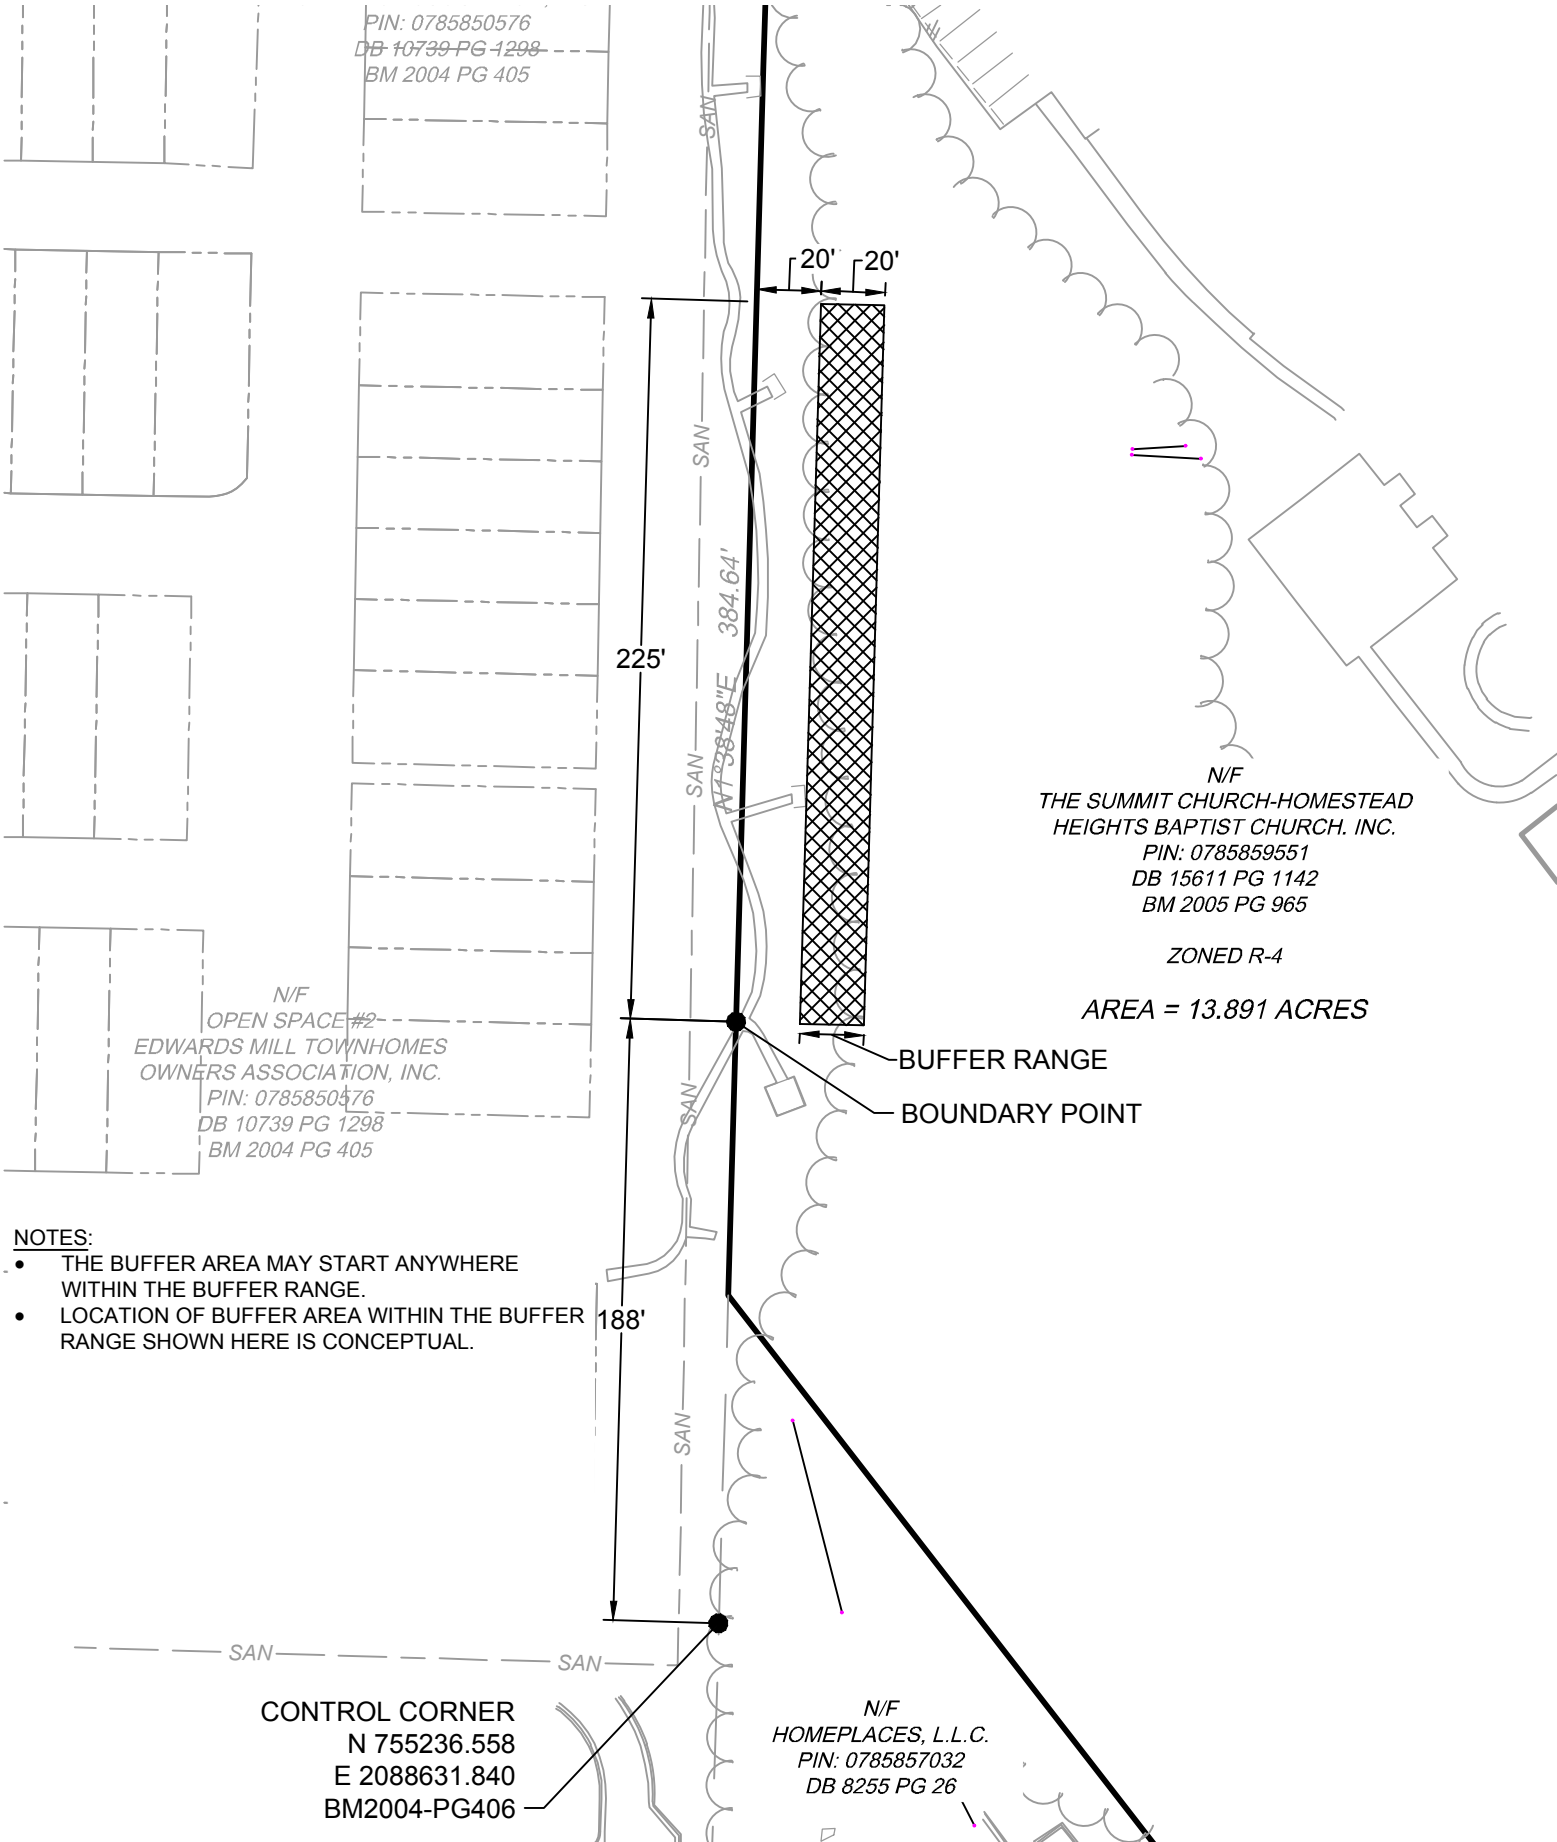 PIN: 0785850576
DB 10739 PG 1298
BM 2004 PG 405
SAN
20'
20'
SAN
225'
N1°38'48"E 384.64'
SAN
N/F
THE SUMMIT CHURCH-HOMESTEAD
HEIGHTS BAPTIST CHURCH. INC.
PIN: 0785859551
DB 15611 PG 1142
BM 2005 PG 965
ZONED R-4
AREA = 13.891 ACRES
N/F
OPEN SPACE #2
EDWARDS MILL TOWNHOMES
OWNERS ASSOCIATION, INC.
PIN: 0785850576
DB 10739 PG 1298
BM 2004 PG 405
BUFFER RANGE
SAN
BOUNDARY POINT
NOTES:
• THE BUFFER AREA MAY START ANYWHERE
WITHIN THE BUFFER RANGE.
• LOCATION OF BUFFER AREA WITHIN THE BUFFER
RANGE SHOWN HERE IS CONCEPTUAL.
188'
SAN
SAN
SAN
CONTROL CORNER
N 755236.558
E 2088631.840
BM2004-PG406
N/F
HOMEPLACES, L.L.C.
PIN: 0785857032
DB 8255 PG 26